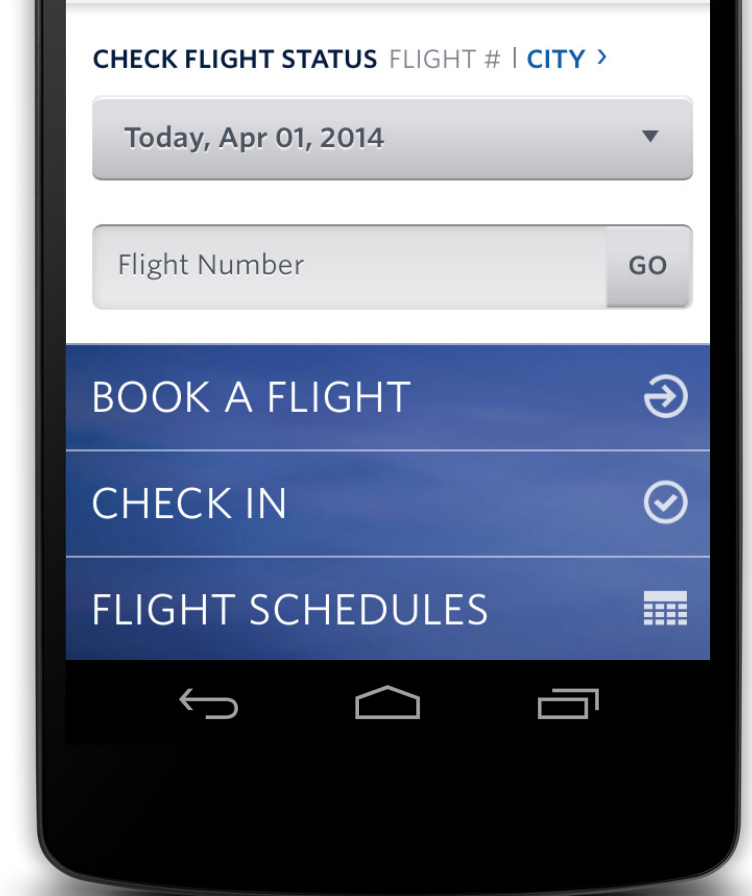 CHECK FLIGHT STATUS FLIGHT # | CITY >
Today, Apr 01, 2014
Flight Number GO
BOOK A FLIGHT
CHECK IN
FLIGHT SCHEDULES